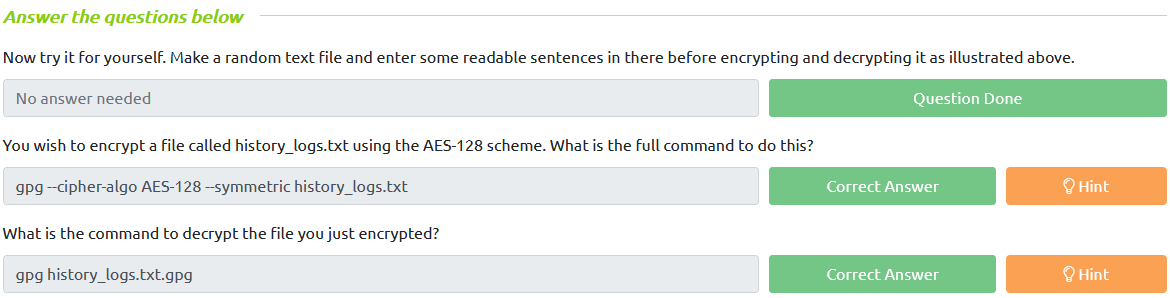 Answer the questions below
Now try it for yourself. Make a random text file and enter some readable sentences in there before encrypting and decrypting it as illustrated above.
No answer needed
Question Done
You wish to encrypt a file called history_logs.txt using the AES-128 scheme. What is the full command to do this?
gpg --cipher-algo AES-128 --symmetric history_logs.txt
Correct Answer
Hint
What is the command to decrypt the file you just encrypted?
gpg history_logs.txt.gpg
Correct Answer
Hint